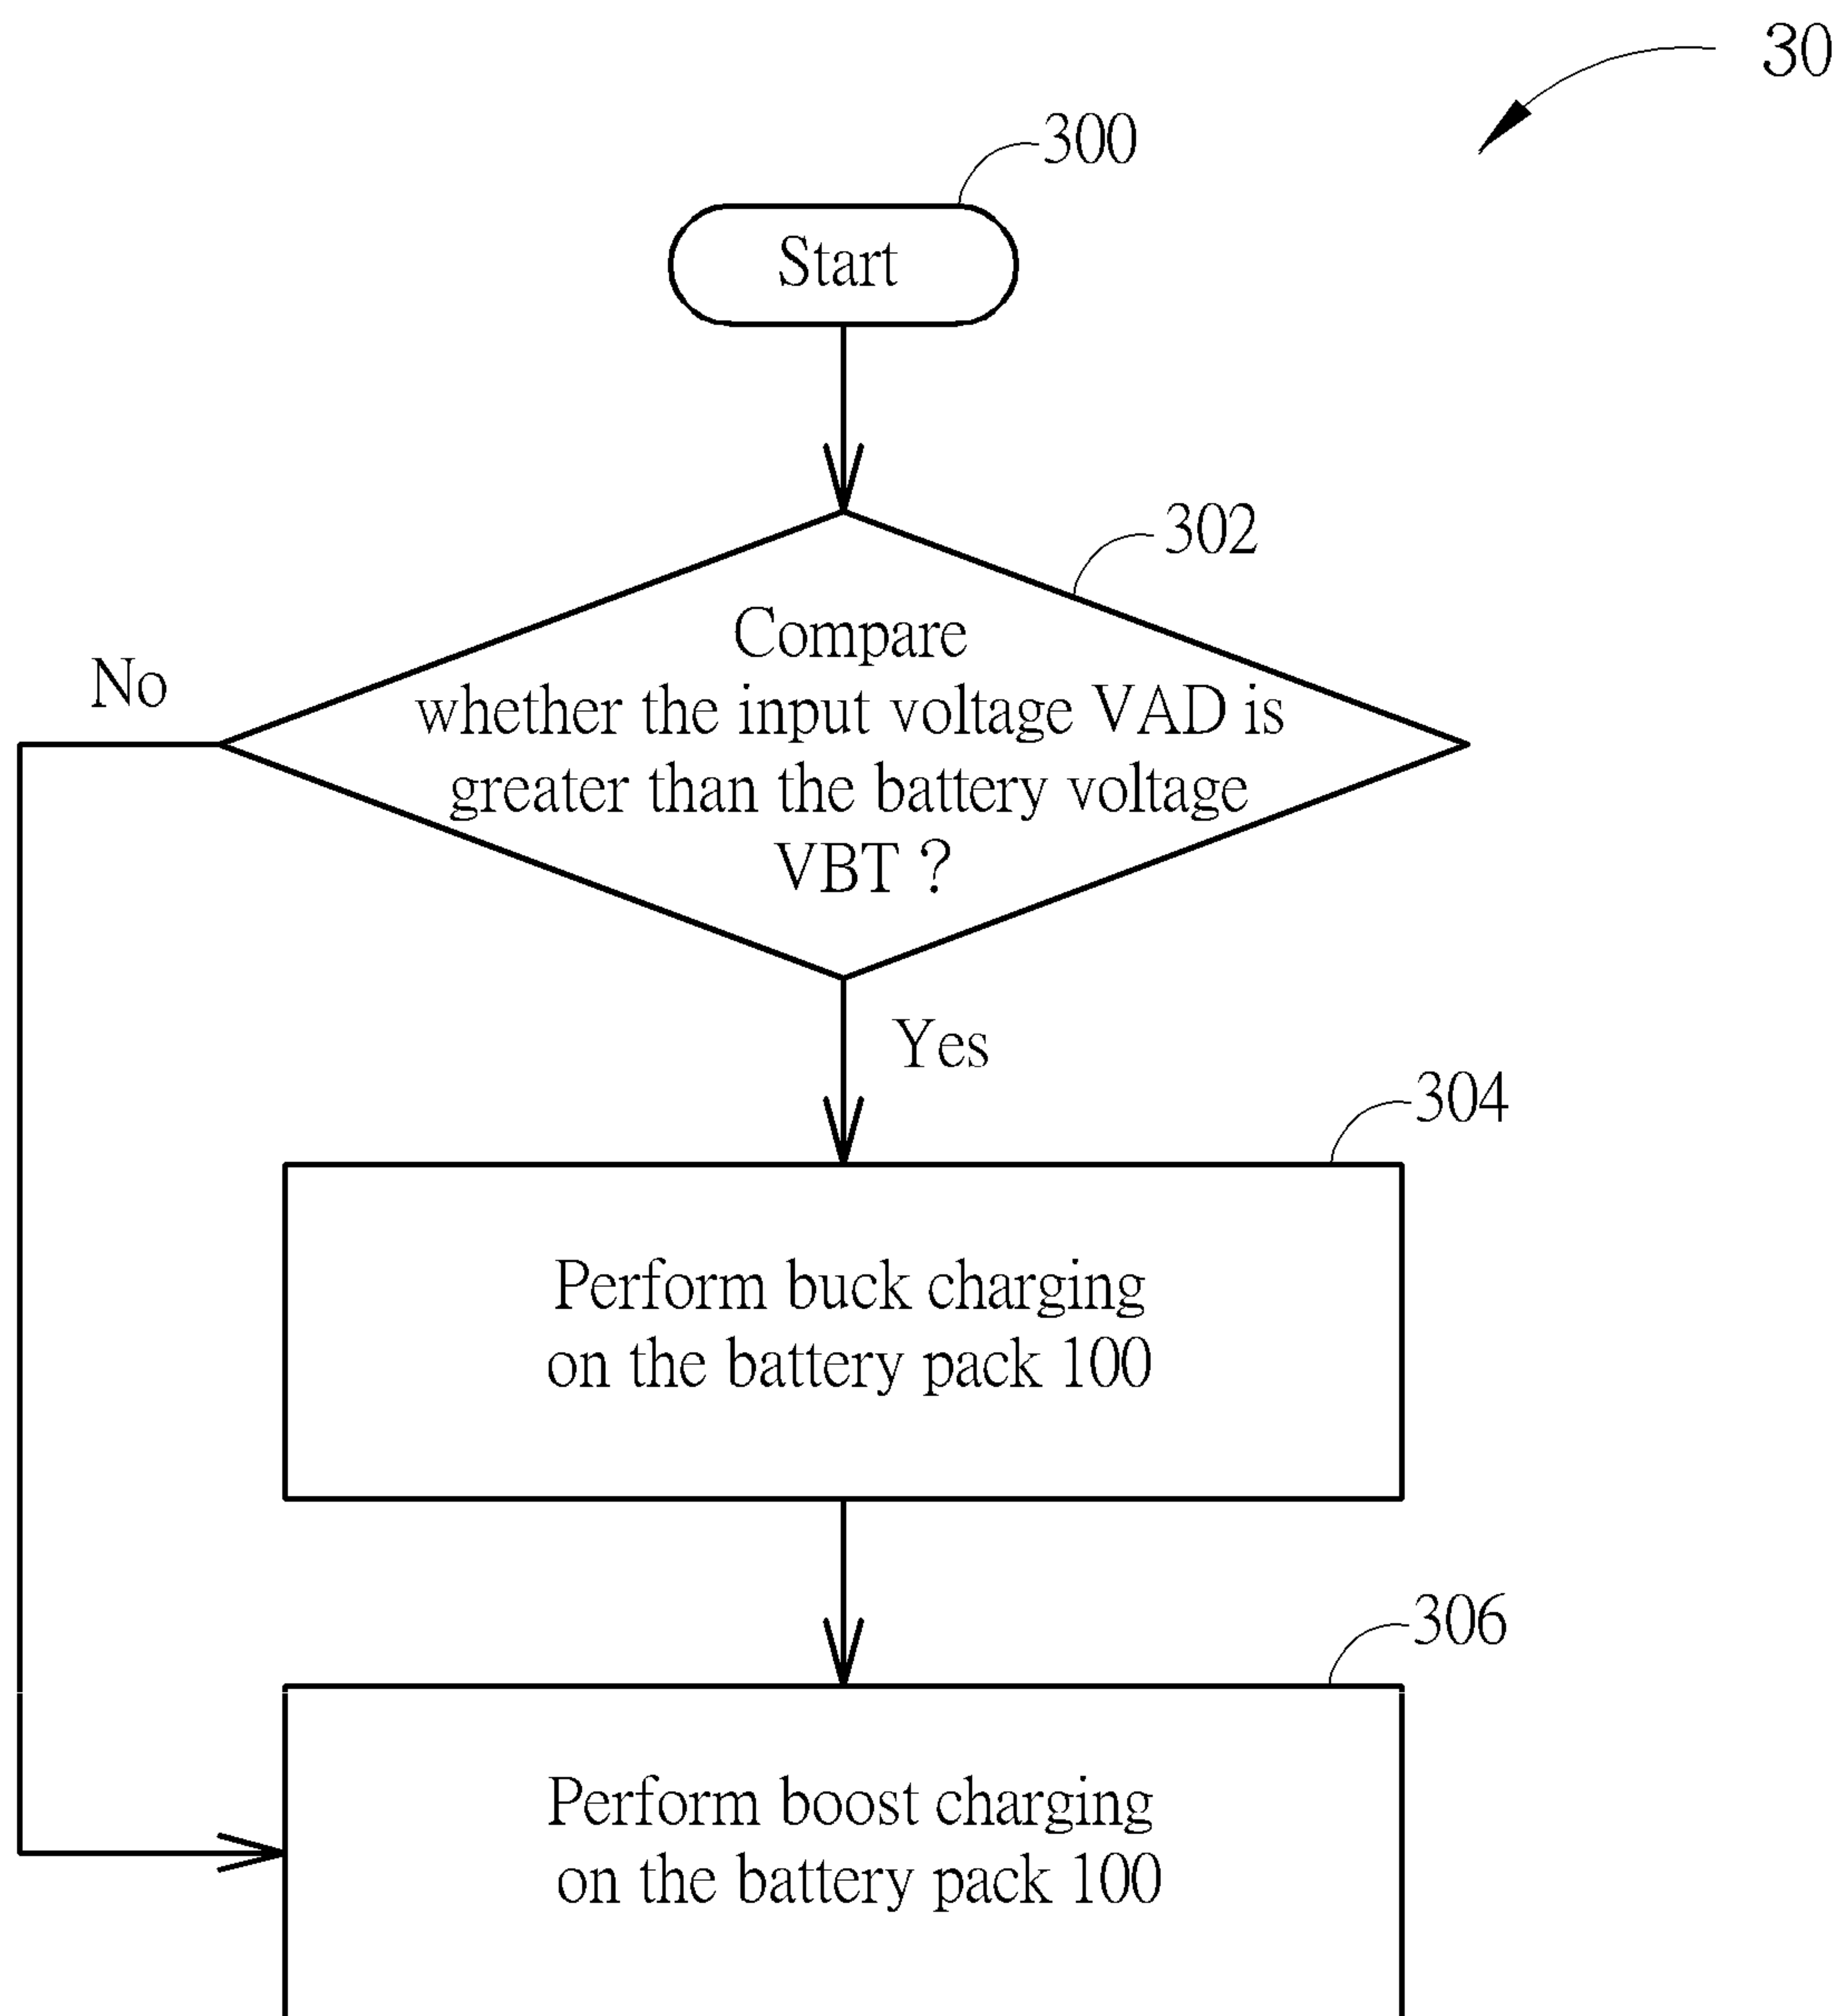 30
300
Start
302
Compare
whether the input voltage VAD is
greater than the battery voltage
VBT ?
No
Yes
304
Perform buck charging
on the battery pack 100
306
Perform boost charging
on the battery pack 100